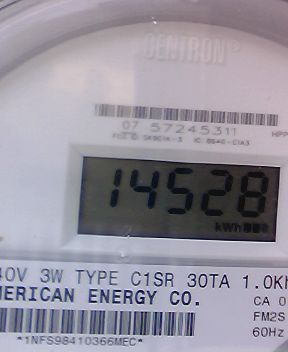 CENTRON®
07 57245311
14528
kWh
40V 3W TYPE C1SR 30TA 1.0Kh
MERICAN ENERGY CO.
CA 0
FM2S
60Hz
*1NFS98410366MEC*